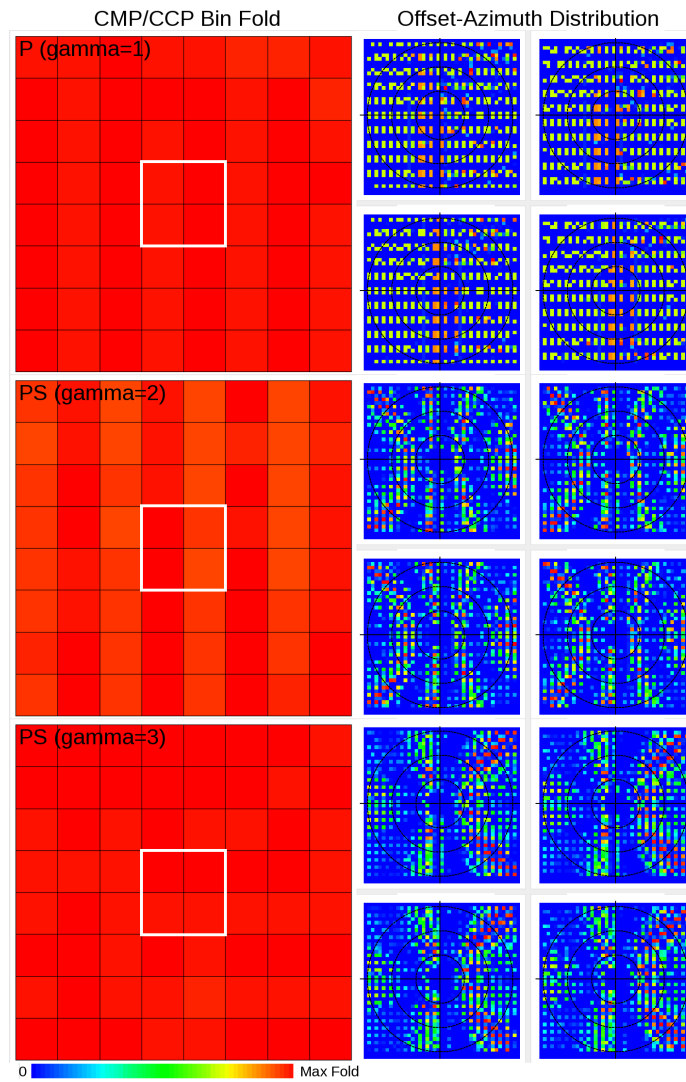 CMP/CCP Bin Fold
Offset-Azimuth Distribution
P (gamma=1)
PS (gamma=2)
PS (gamma=3)
0 Max Fold